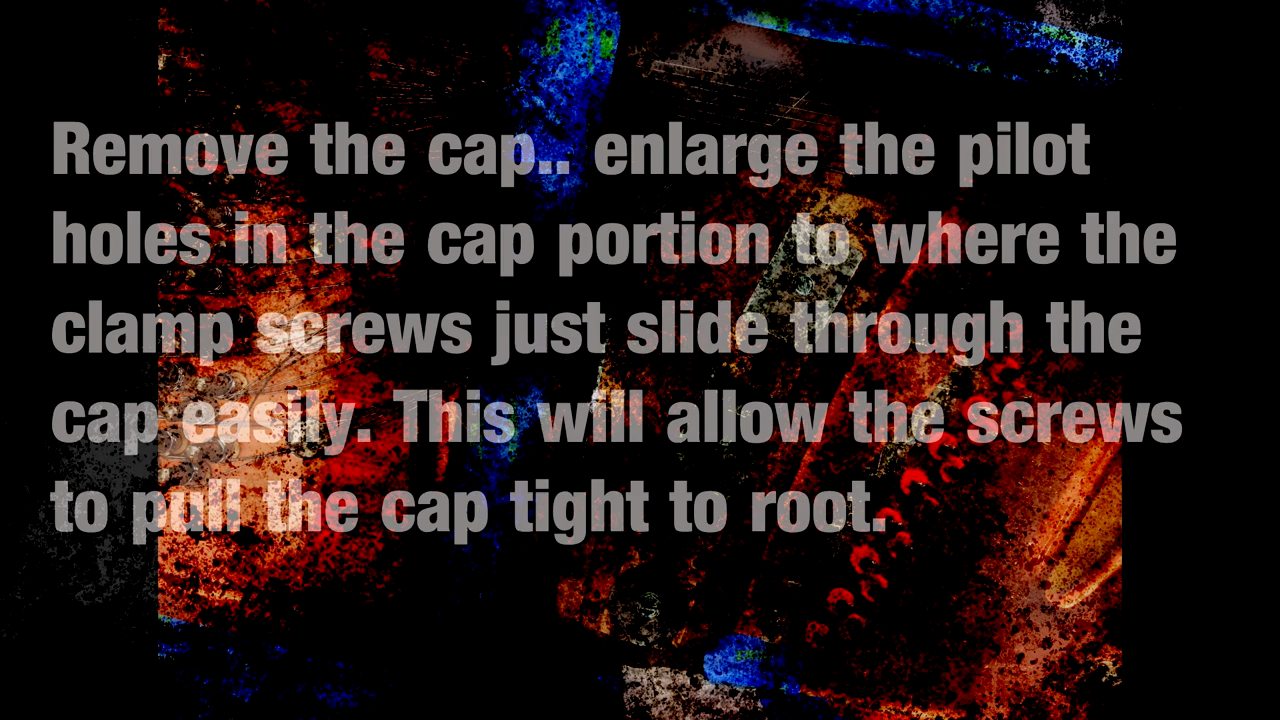 Remove the cap.. enlarge the pilot
holes in the cap portion to where the
clamp screws just slide through the
cap easily. This will allow the screws
to pull the cap tight to root.